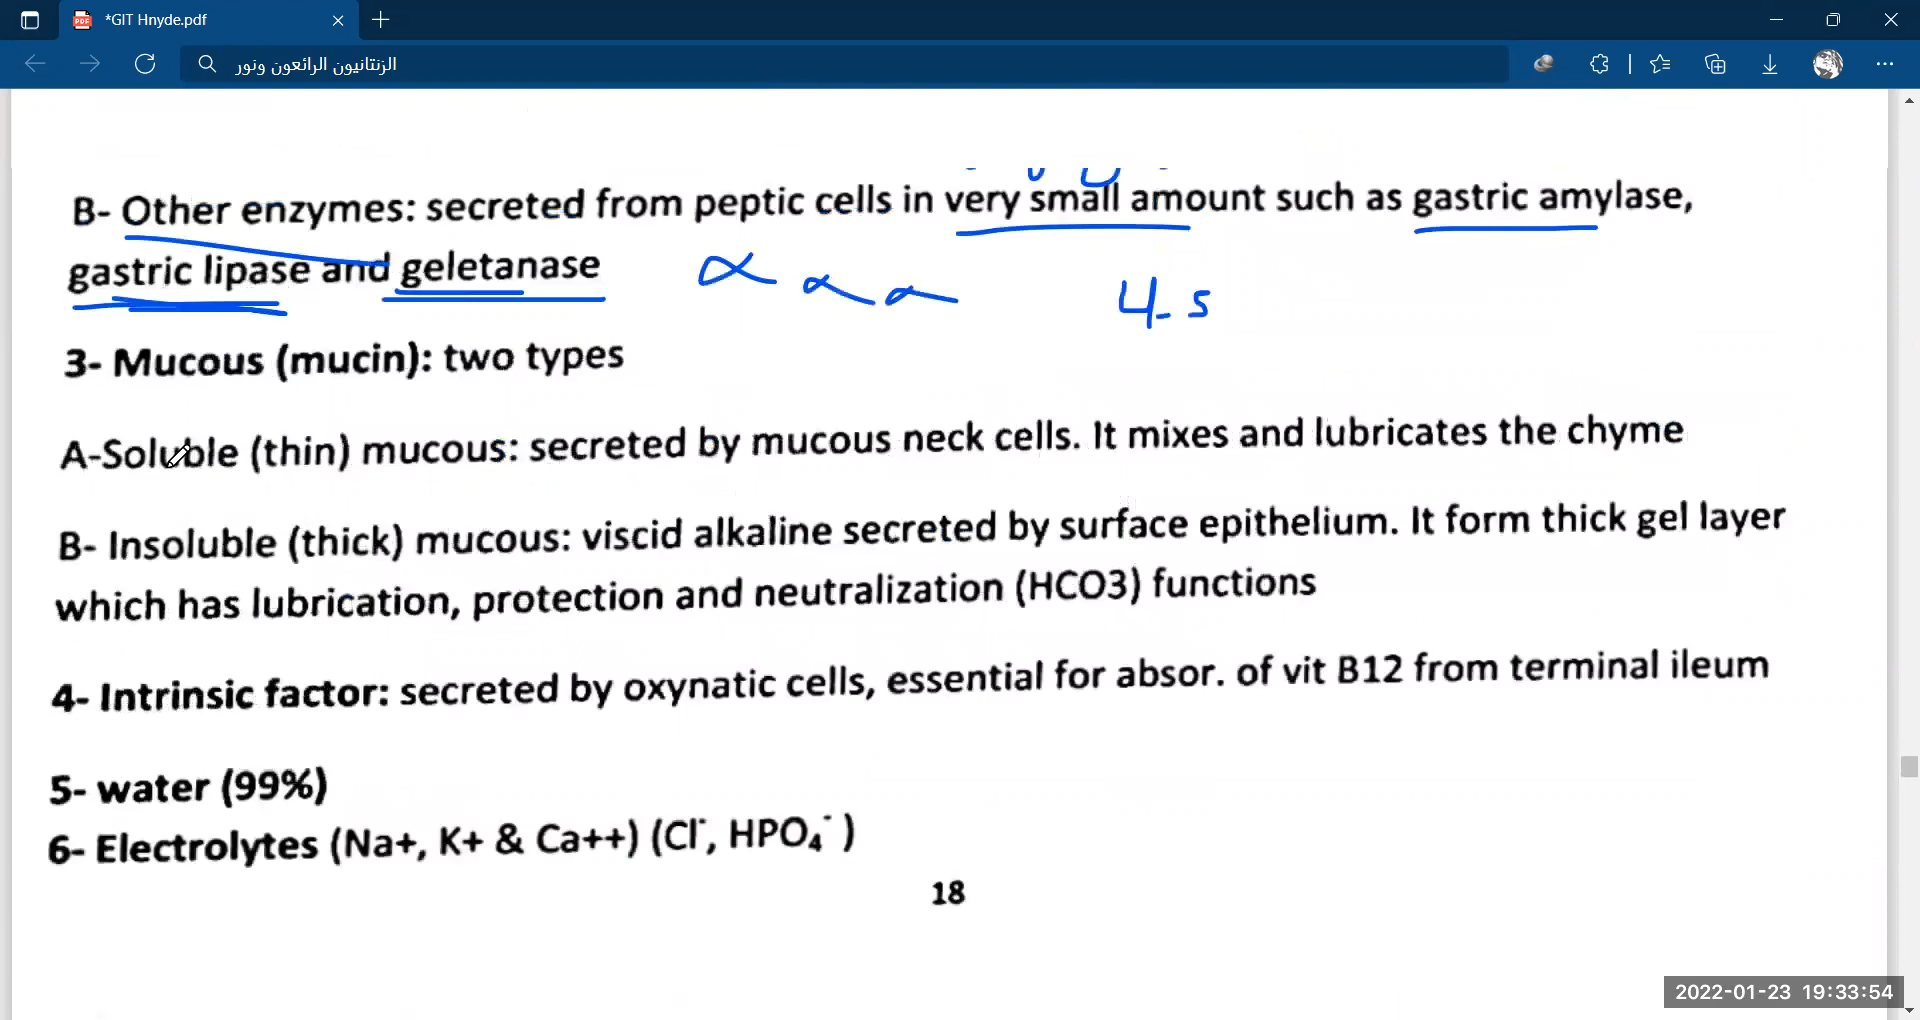 *GIT Hnyde.pdf
الزنتانيون الرائعون ونور
B- Other enzymes: secreted from peptic cells in very small amount such as gastric amylase,
gastric lipase and geletanase
4-5
3- Mucous (mucin): two types
A-Soluble (thin) mucous: secreted by mucous neck cells. It mixes and lubricates the chyme
B- Insoluble (thick) mucous: viscid alkaline secreted by surface epithelium. It form thick gel layer
which has lubrication, protection and neutralization (HCO3) functions
4- Intrinsic factor: secreted by oxynatic cells, essential for absor. of vit B12 from terminal ileum
5- water (99%)
6- Electrolytes (Na+, K+ & Ca++) (Cl⁻, HPO₄⁻ )
18
2022-01-23 19:33:54